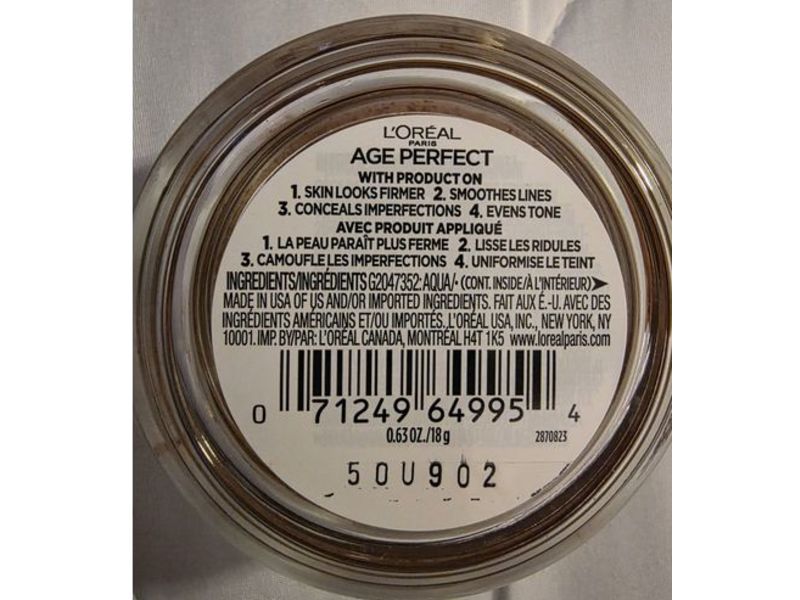 L'ORÉAL
PARIS
AGE PERFECT
WITH PRODUCT ON
1. SKIN LOOKS FIRMER 2. SMOOTHES LINES
3. CONCEALS IMPERFECTIONS 4. EVENS TONE
AVEC PRODUIT APPLIQUÉ
1. LA PEAU PARAÎT PLUS FERME 2. LISSE LES RIDULES
3. CAMOUFLE LES IMPERFECTIONS 4. UNIFORMISE LE TEINT
INGREDIENTS/INGRÉDIENTS G2047352: AQUA/• (CONT. INSIDE/À L'INTÉRIEUR)➤
MADE IN USA OF US AND/OR IMPORTED INGREDIENTS. FAIT AUX É.-U. AVEC DES
INGRÉDIENTS AMÉRICAINS ET/OU IMPORTÉS. L'ORÉAL USA, INC., NEW YORK, NY
10001. IMP. BY/PAR: L'ORÉAL CANADA, MONTRÉAL H4T 1K5 www.lorealparis.com
0 71249 64995 4
0.63 OZ./18 g 2870823
50U902